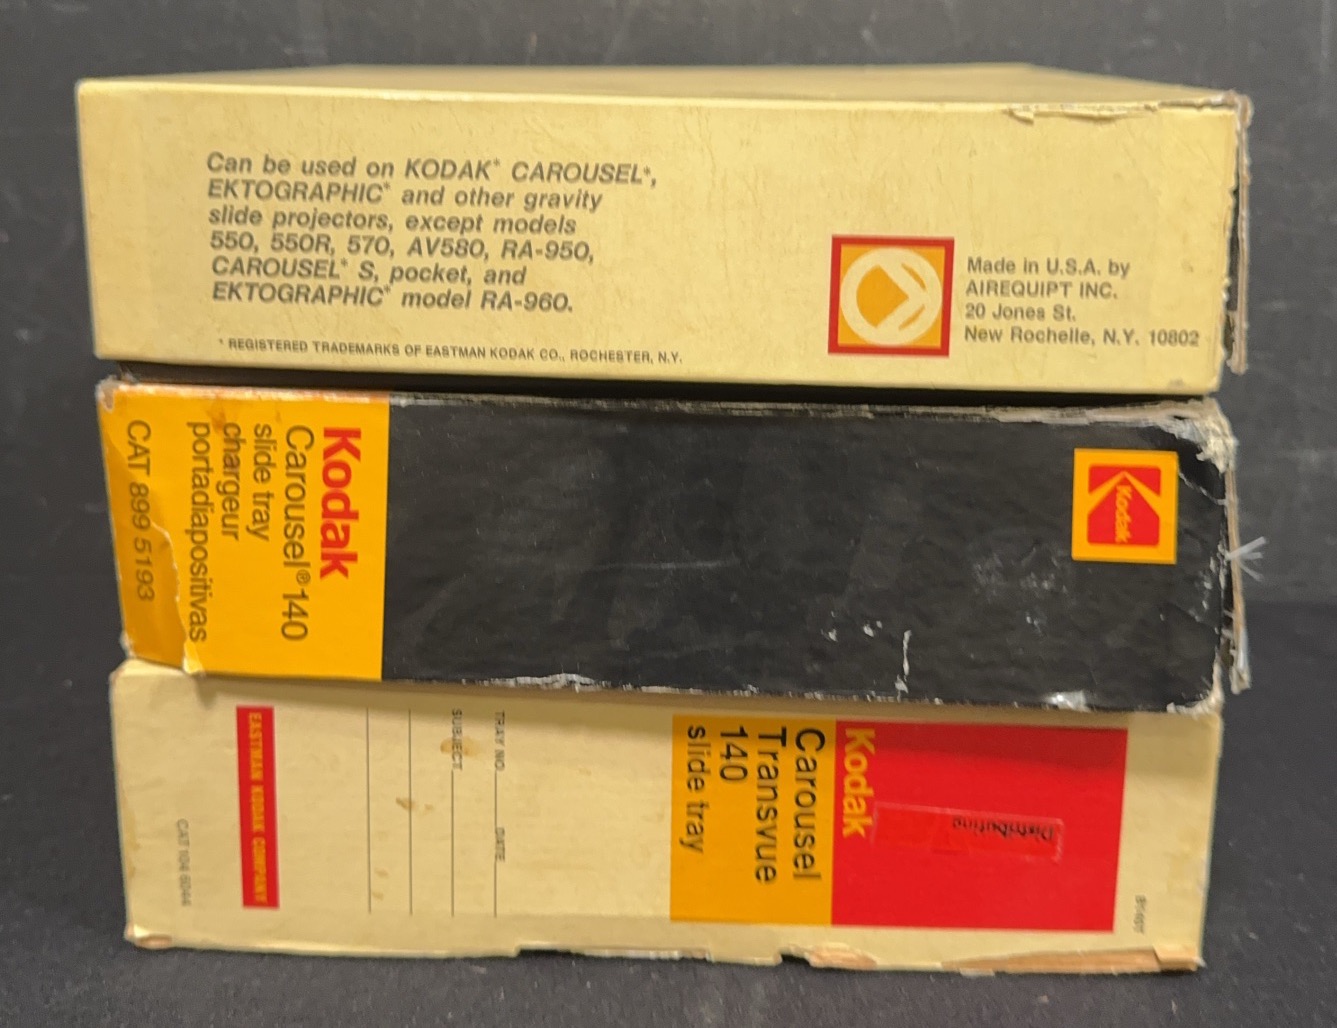 Can be used on KODAK* CAROUSEL*,
EKTOGRAPHIC* and other gravity
slide projectors, except models
550, 550R, 570, AV580, RA-950,
CAROUSEL* S, pocket, and
EKTOGRAPHIC* model RA-960.
* REGISTERED TRADEMARKS OF EASTMAN KODAK CO., ROCHESTER, N.Y.
Made in U.S.A. by
AIREQUIPT INC.
20 Jones St.
New Rochelle, N.Y. 10802
Kodak
Carousel®140
slide tray
chargeur
portadiapositivas
CAT 899 5193
Kodak
Kodak
Carousel
Transvue
140
slide tray
Distributing
TRAY NO. DATE
SUBJECT
EASTMAN KODAK COMPANY